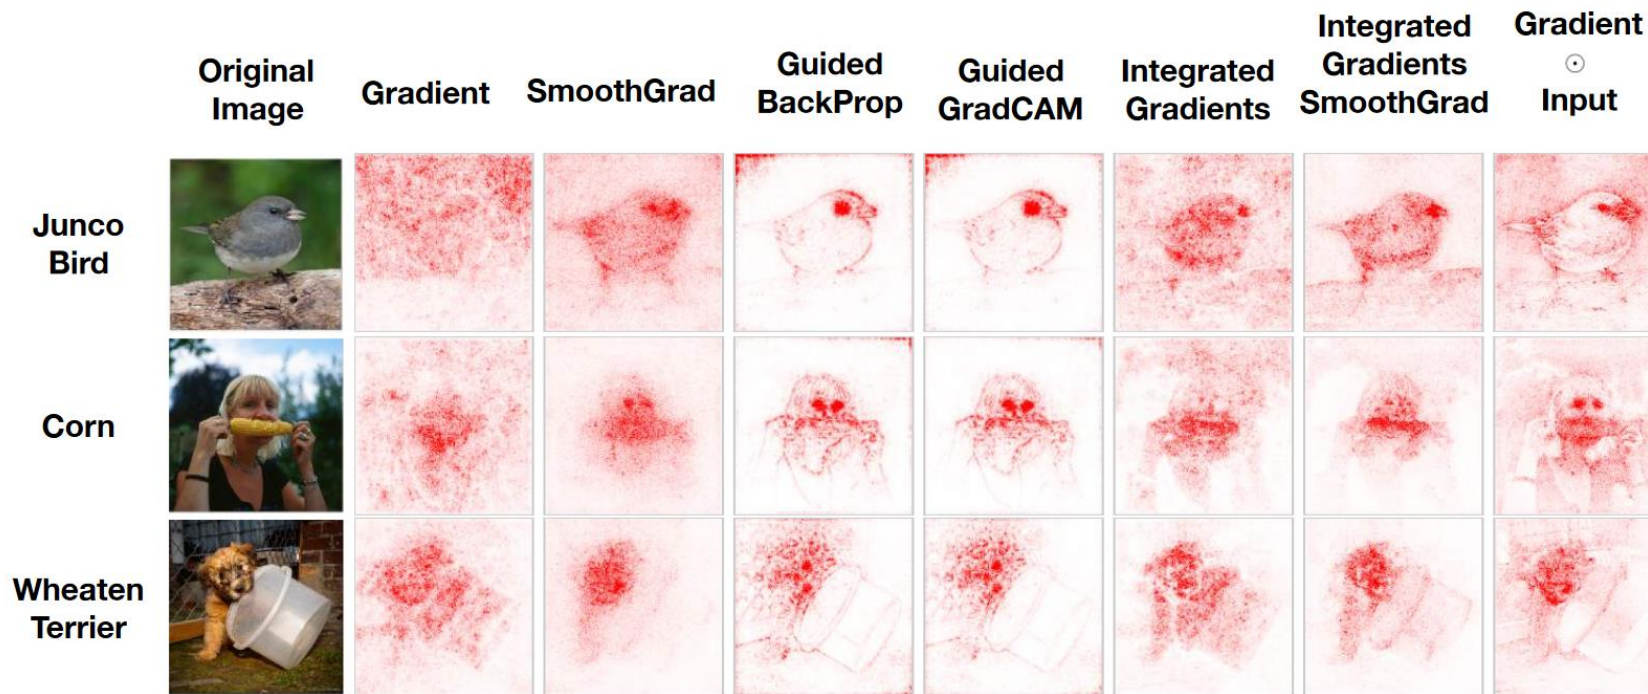 Original
Image
Gradient
SmoothGrad
Guided
BackProp
Guided
GradCAM
Integrated
Gradients
Integrated
Gradients
SmoothGrad
Gradient
⊙
Input
Junco
Bird
Corn
Wheaten
Terrier